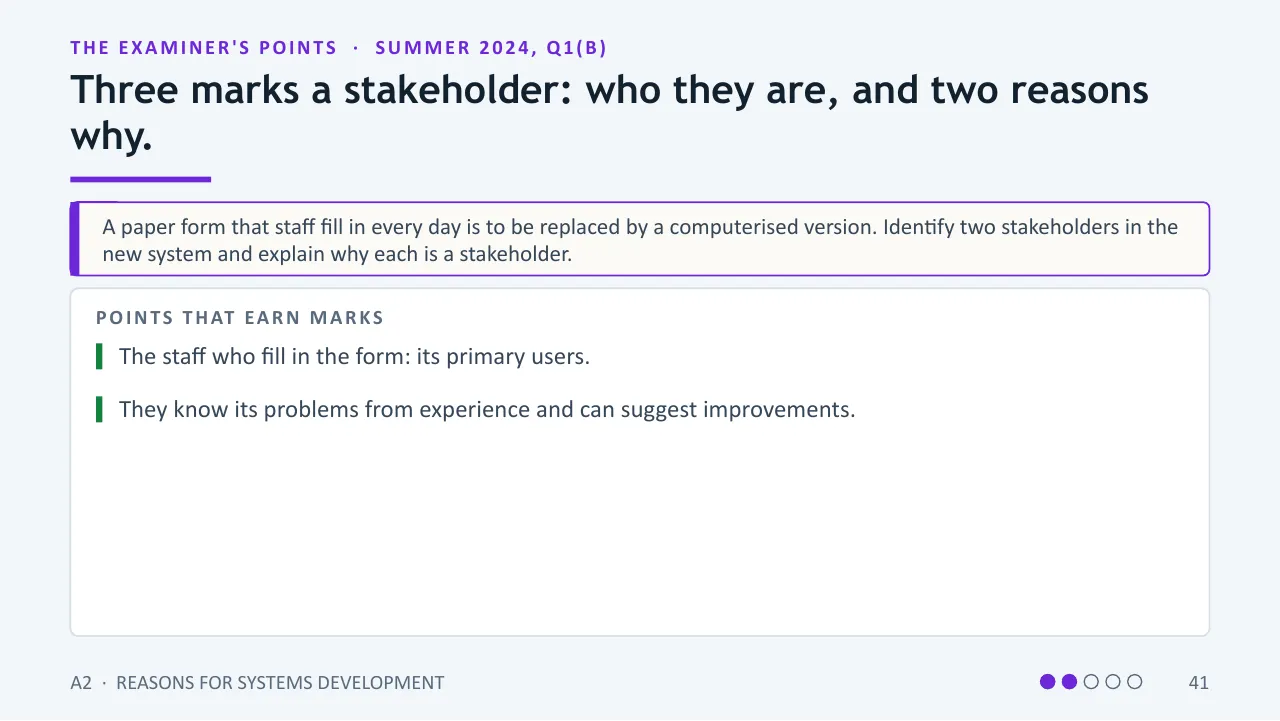 THE EXAMINER'S POINTS · SUMMER 2024, Q1(B)
Three marks a stakeholder: who they are, and two reasons
why.
A paper form that staff fill in every day is to be replaced by a computerised version. Identify two stakeholders in the
new system and explain why each is a stakeholder.
POINTS THAT EARN MARKS
The staff who fill in the form: its primary users.
They know its problems from experience and can suggest improvements.
A2 · REASONS FOR SYSTEMS DEVELOPMENT
41